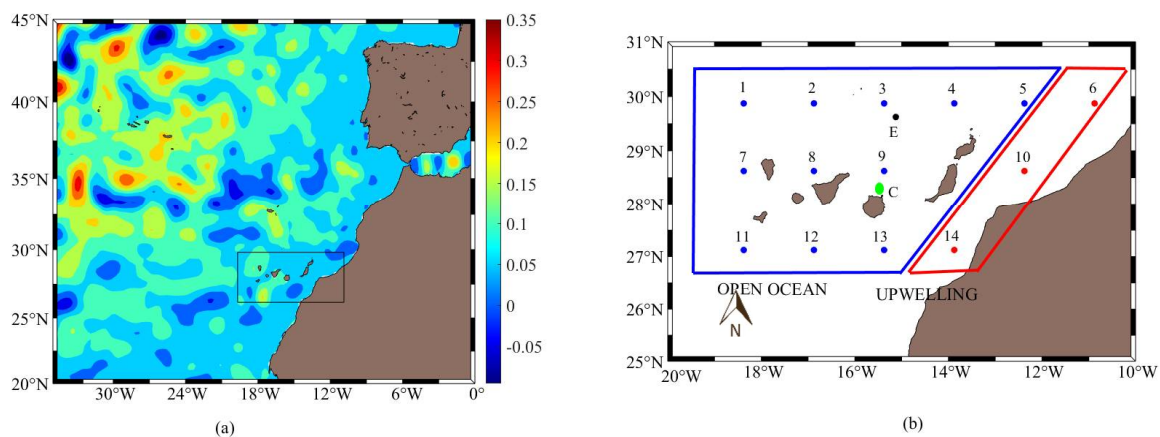 45°N
40°N
35°N
30°N
25°N
20°N
30°W 24°W 18°W 12°W 6°W 0°
0.35
0.3
0.25
0.2
0.15
0.1
0.05
0
-0.05
(a)
31°N
30°N
29°N
28°N
27°N
26°N
25°N
1 2 3 4 5 6
E
7 8 9 10
C
11 12 13 14
OPEN OCEAN UPWELLING
N
20°W 18°W 16°W 14°W 12°W 10°W
(b)